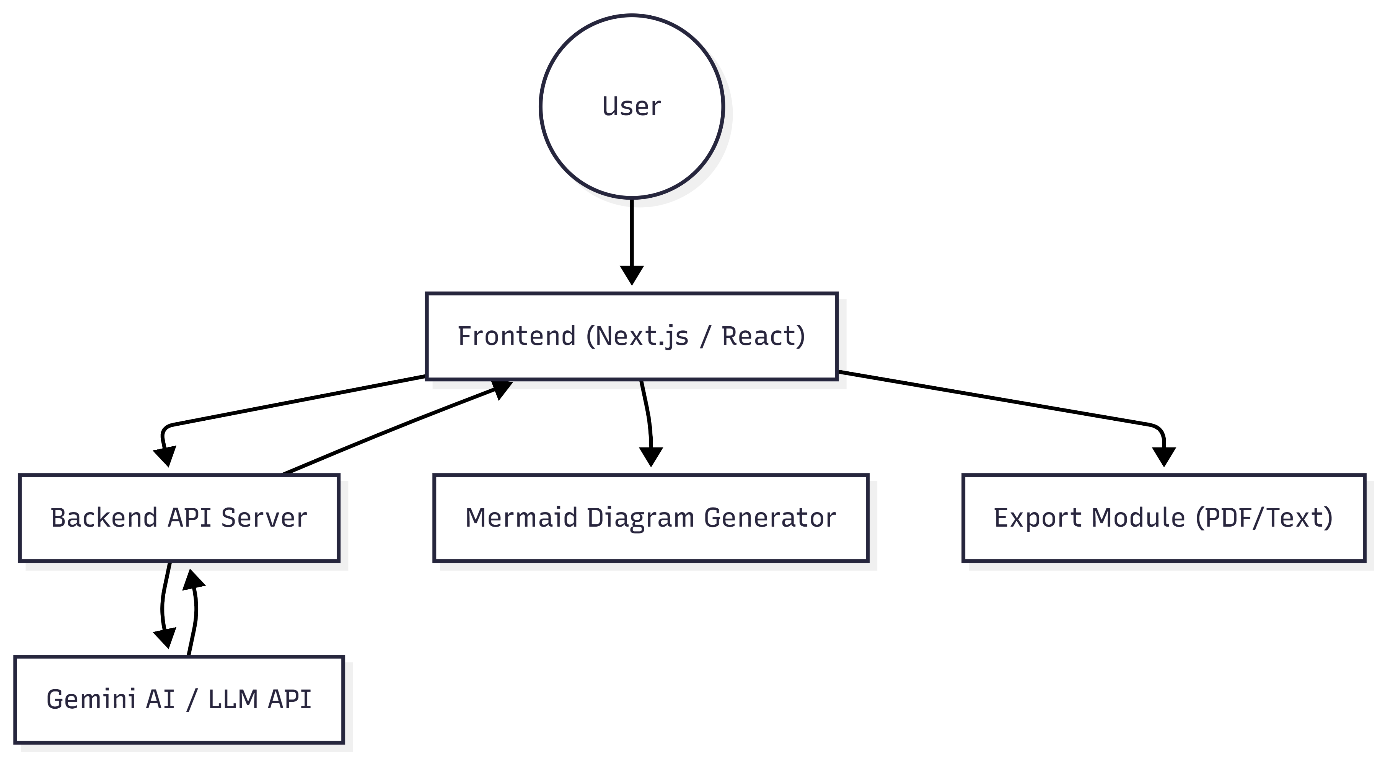 User
Frontend (Next.js / React)
Backend API Server
Mermaid Diagram Generator
Export Module (PDF/Text)
Gemini AI / LLM API